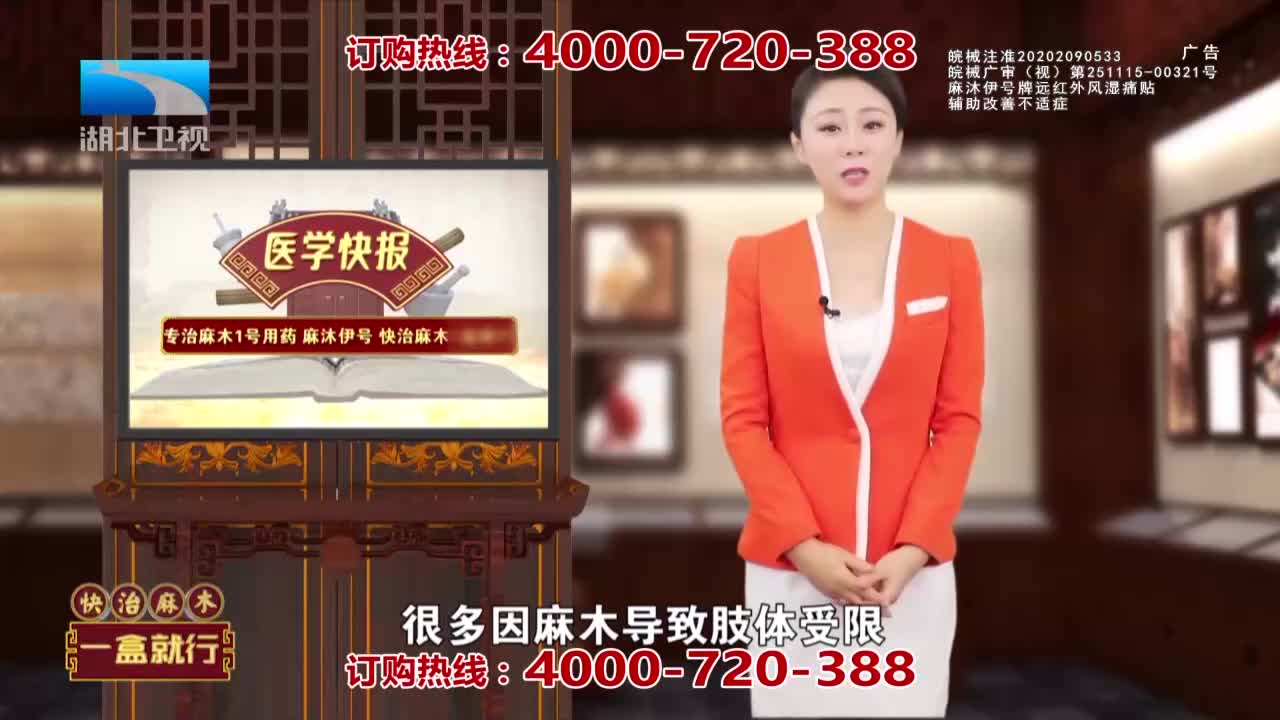 订购热线：4000-720-388
皖械注准20202090533
广告
皖械广审（视）第251115-00321号
麻沐伊号牌远红外风湿痛贴
辅助改善不适症
湖北卫视
医学快报
专治麻木1号用药 麻沐伊号 快治麻木
快治麻木
一盒就行
很多因麻木导致肢体受限
订购热线：4000-720-388